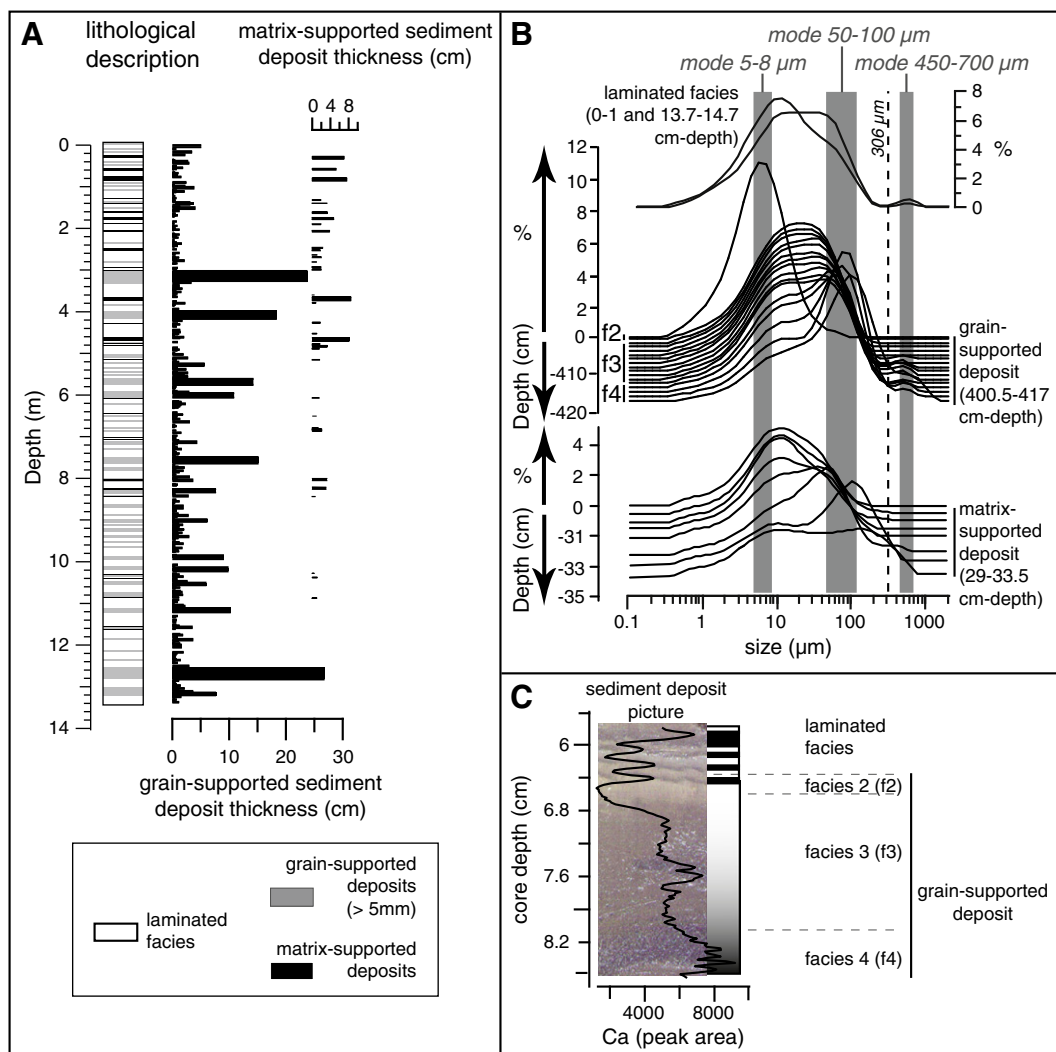 A
lithological
description
matrix-supported sediment
deposit thickness (cm)
0 4 8
0
2
4
6
8
10
12
14
Depth (m)
0 10 20 30
grain-supported sediment
deposit thickness (cm)
laminated
facies
grain-supported
deposits
(> 5mm)
matrix-supported
deposits
B
mode 50-100 µm
mode 5-8 µm
mode 450-700 µm
laminated facies
(0-1 and 13.7-14.7
cm-depth)
306 µm
8
6
4
2
0
%
12
10
8
6
4
2
0
%
-410
-420
Depth (cm)
f2
f3
f4
grain-
supported
deposit
(400.5-417
cm-depth)
4
2
0
%
-31
-33
-35
Depth (cm)
matrix-
supported
deposit
(29-33.5
cm-depth)
0.1 1 10 100 1000
size (µm)
C
sediment deposit
picture
6
6.8
7.6
8.2
core depth (cm)
4000 8000
Ca (peak area)
laminated
facies
facies 2 (f2)
facies 3 (f3)
facies 4 (f4)
grain-supported
deposit